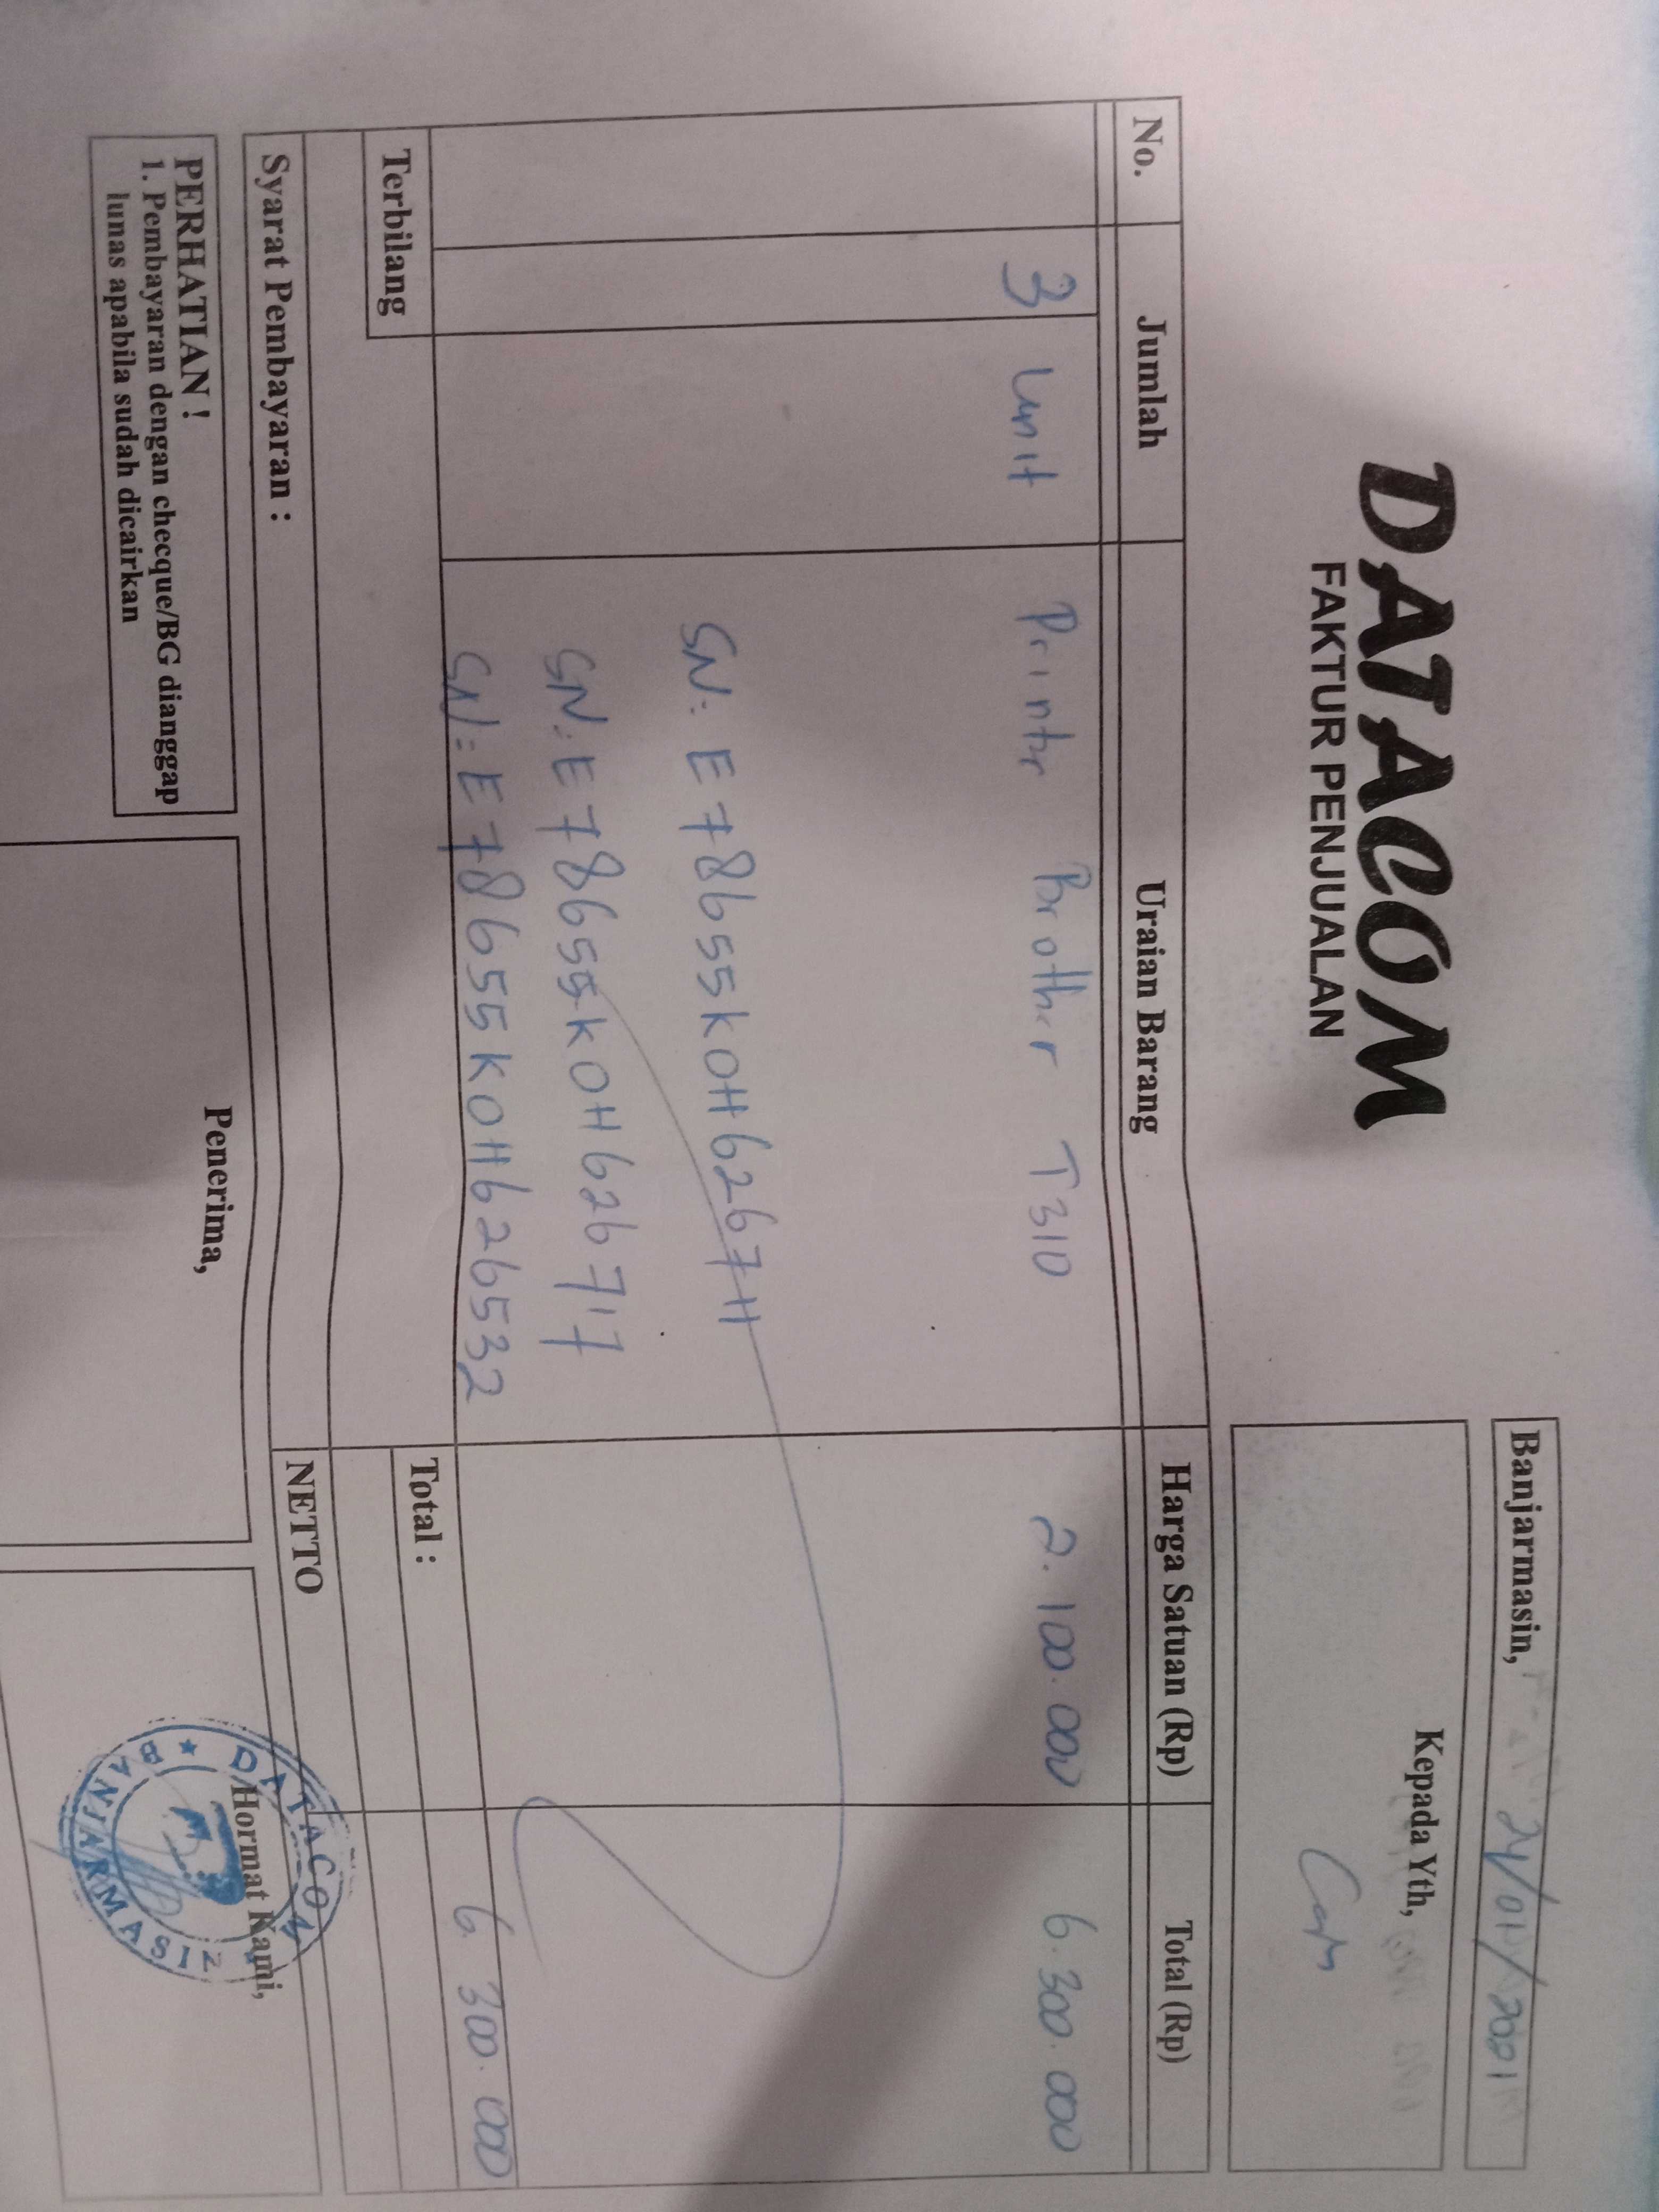 DATACOM
FAKTUR PENJUALAN
Banjarmasin, 24/04/2021
Kepada Yth,
Cash
No. Jumlah Uraian Barang Harga Satuan (Rp) Total (Rp)
3 Unit Printer Brother T310 2.100.000 6.300.000
SN: E78655K0H6267
SN: E78655K0H626717
SN: E78655K0H626532
Terbilang Total : 6.300.000
Syarat Pembayaran : NETTO
PERHATIAN !
1. Pembayaran dengan checque/BG dianggap
lunas apabila sudah dicairkan
Penerima,
Hormat Kami,
DATACOM
BANJARMASIN